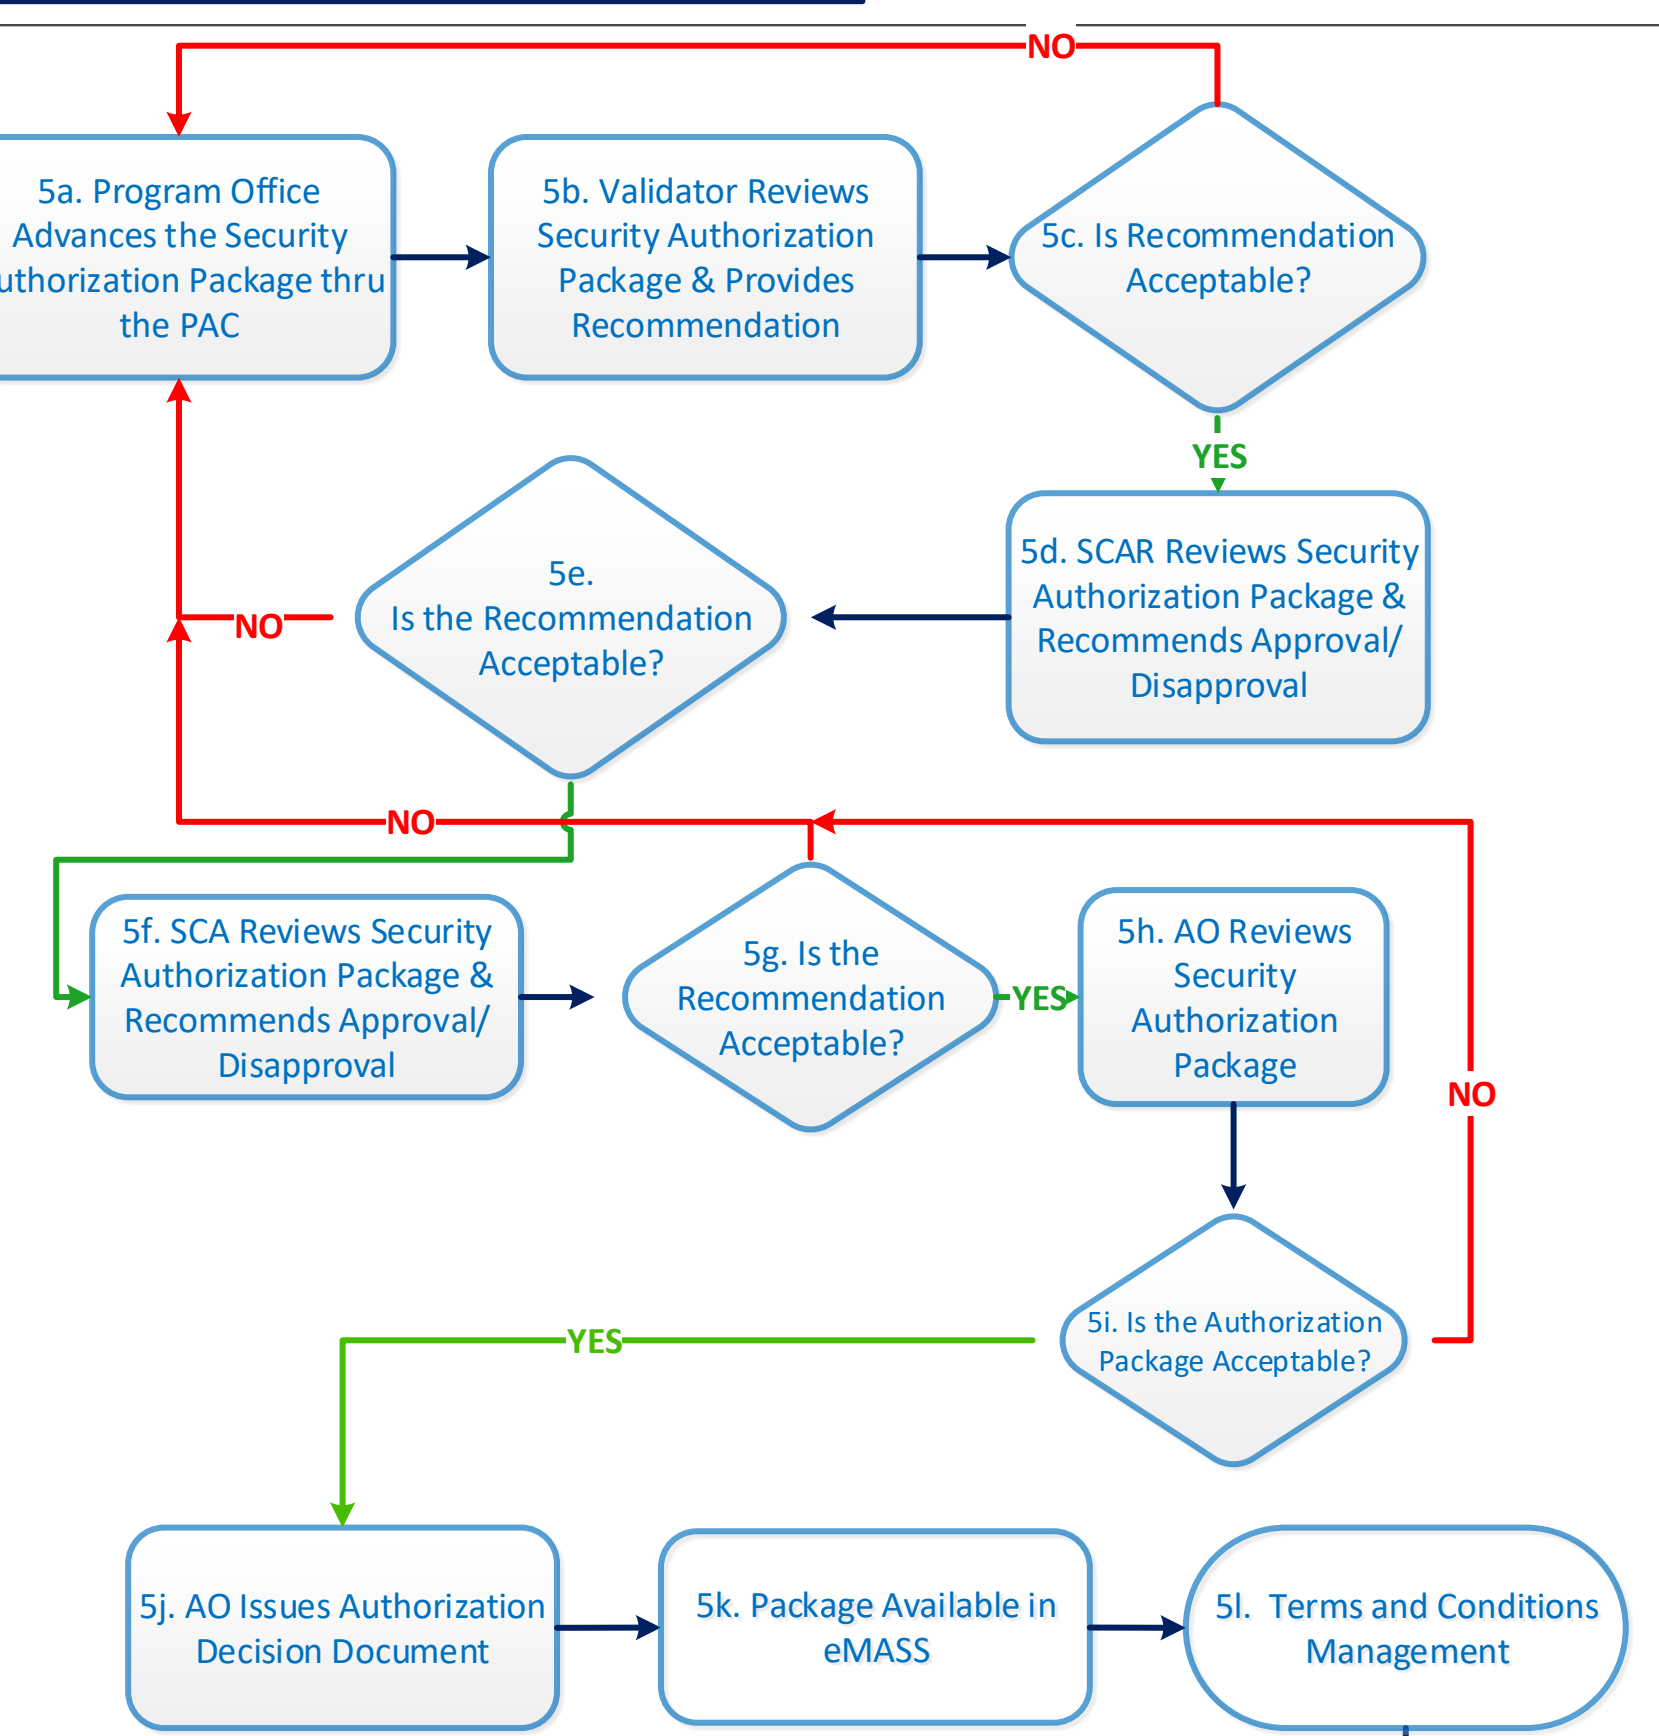 NO
5a. Program Office
Advances the Security
uthorization Package thru
the PAC
5b. Validator Reviews
Security Authorization
Package & Provides
Recommendation
5c. Is Recommendation
Acceptable?
YES
5d. SCAR Reviews Security
Authorization Package &
Recommends Approval/
Disapproval
5e.
Is the Recommendation
Acceptable?
NO
NO
5f. SCA Reviews Security
Authorization Package &
Recommends Approval/
Disapproval
5g. Is the
Recommendation
Acceptable?
YES
5h. AO Reviews
Security
Authorization
Package
NO
5i. Is the Authorization
Package Acceptable?
YES
5j. AO Issues Authorization
Decision Document
5k. Package Available in
eMASS
5l. Terms and Conditions
Management